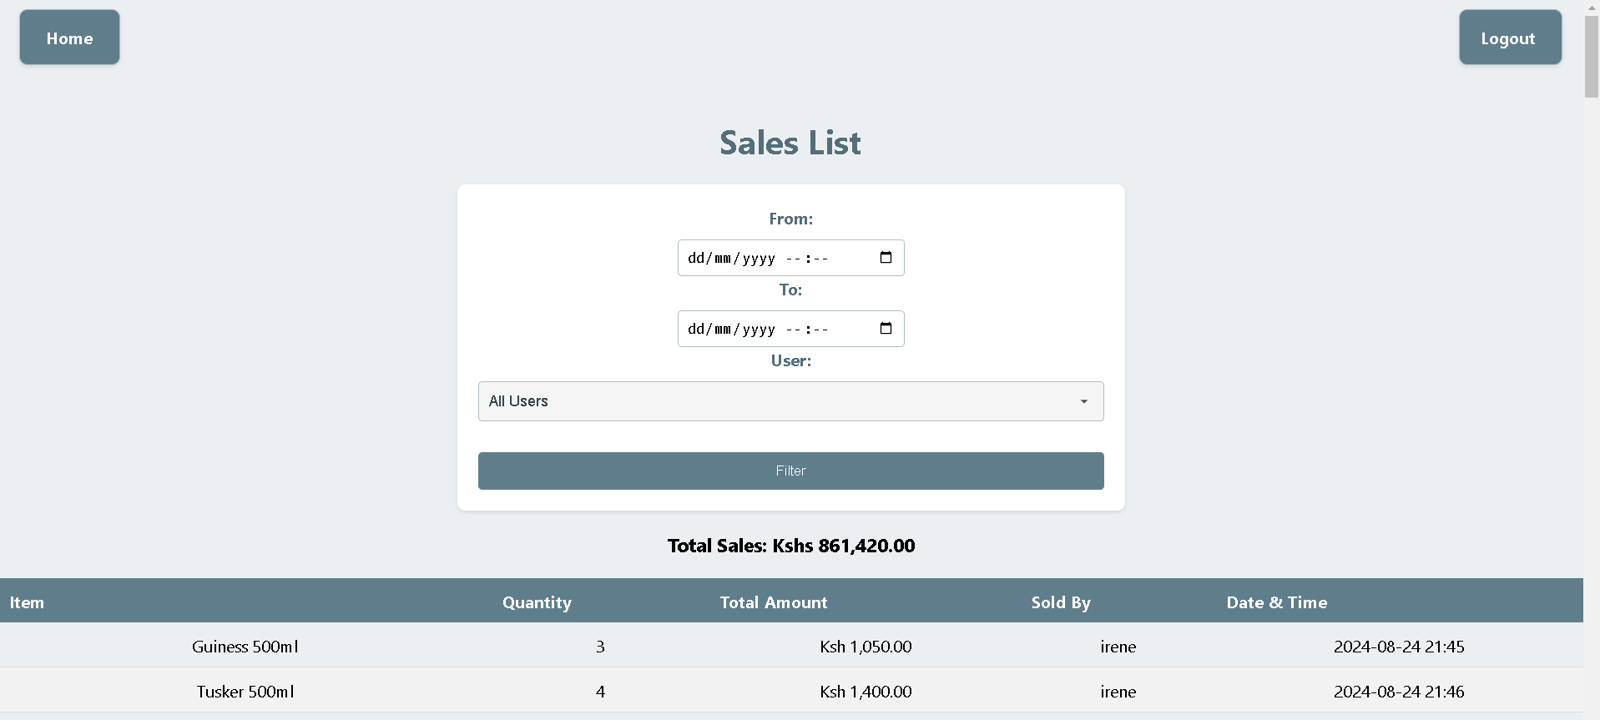 Home
Logout
Sales List
From:
dd/mm/yyyy --:--
To:
dd/mm/yyyy --:--
User:
All Users
Filter
Total Sales: Kshs 861,420.00
Item Quantity Total Amount Sold By Date & Time
Guiness 500ml 3 Ksh 1,050.00 irene 2024-08-24 21:45
Tusker 500ml 4 Ksh 1,400.00 irene 2024-08-24 21:46